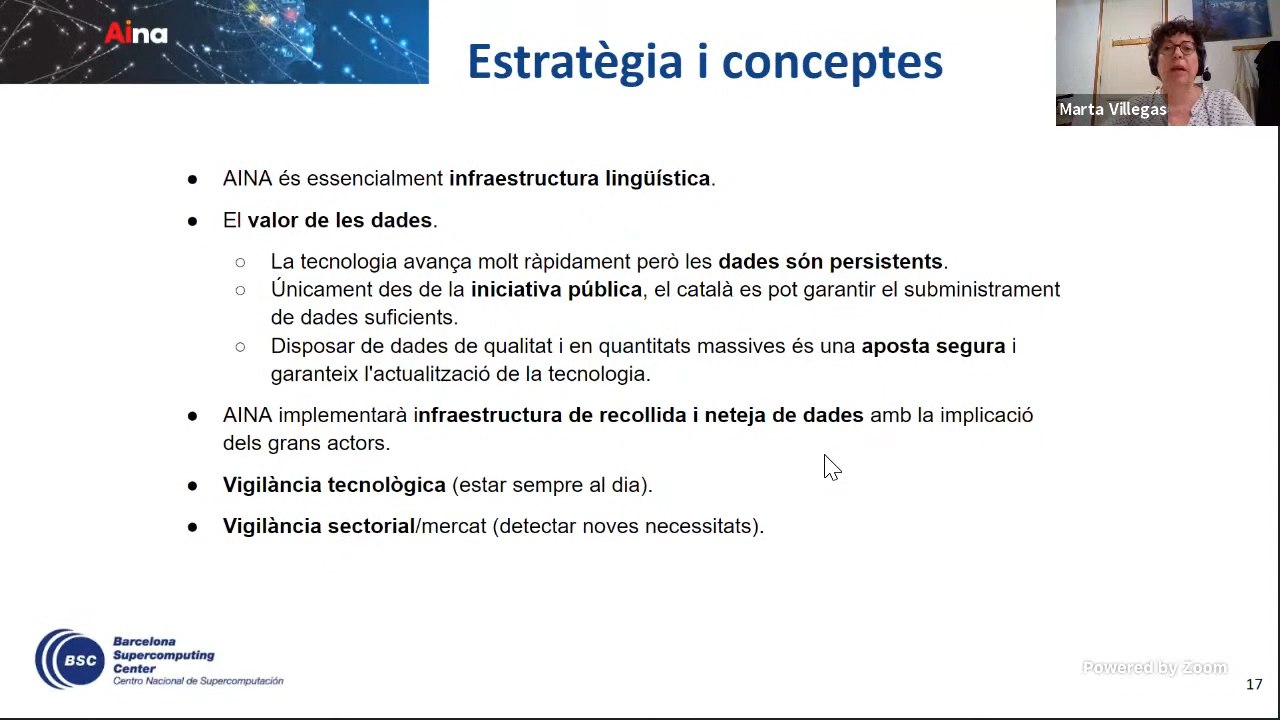 Aina
Estratègia i conceptes
Marta Villegas
● AINA és essencialment infraestructura lingüística.
● El valor de les dades.
○ La tecnologia avança molt ràpidament però les dades són persistents.
○ Únicament des de la iniciativa pública, el català es pot garantir el subministrament
de dades suficients.
○ Disposar de dades de qualitat i en quantitats massives és una aposta segura i
garanteix l'actualització de la tecnologia.
● AINA implementarà infraestructura de recollida i neteja de dades amb la implicació
dels grans actors.
● Vigilància tecnològica (estar sempre al dia).
● Vigilància sectorial/mercat (detectar noves necessitats).
BSC
Barcelona
Supercomputing
Center
Centro Nacional de Supercomputación
Powered by Zoom
17